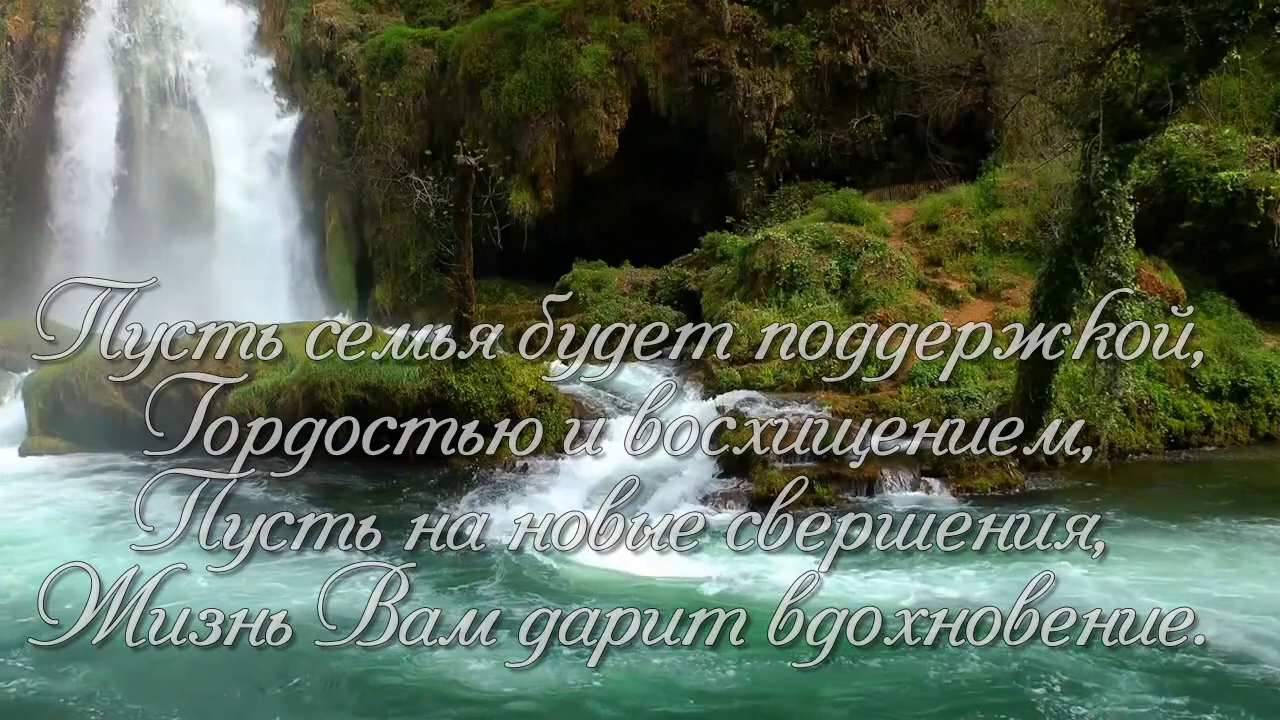 Пусть семья будет поддержкой,
Гордостью и восхищением,
Пусть на новые свершения,
Жизнь Вам дарит вдохновение.